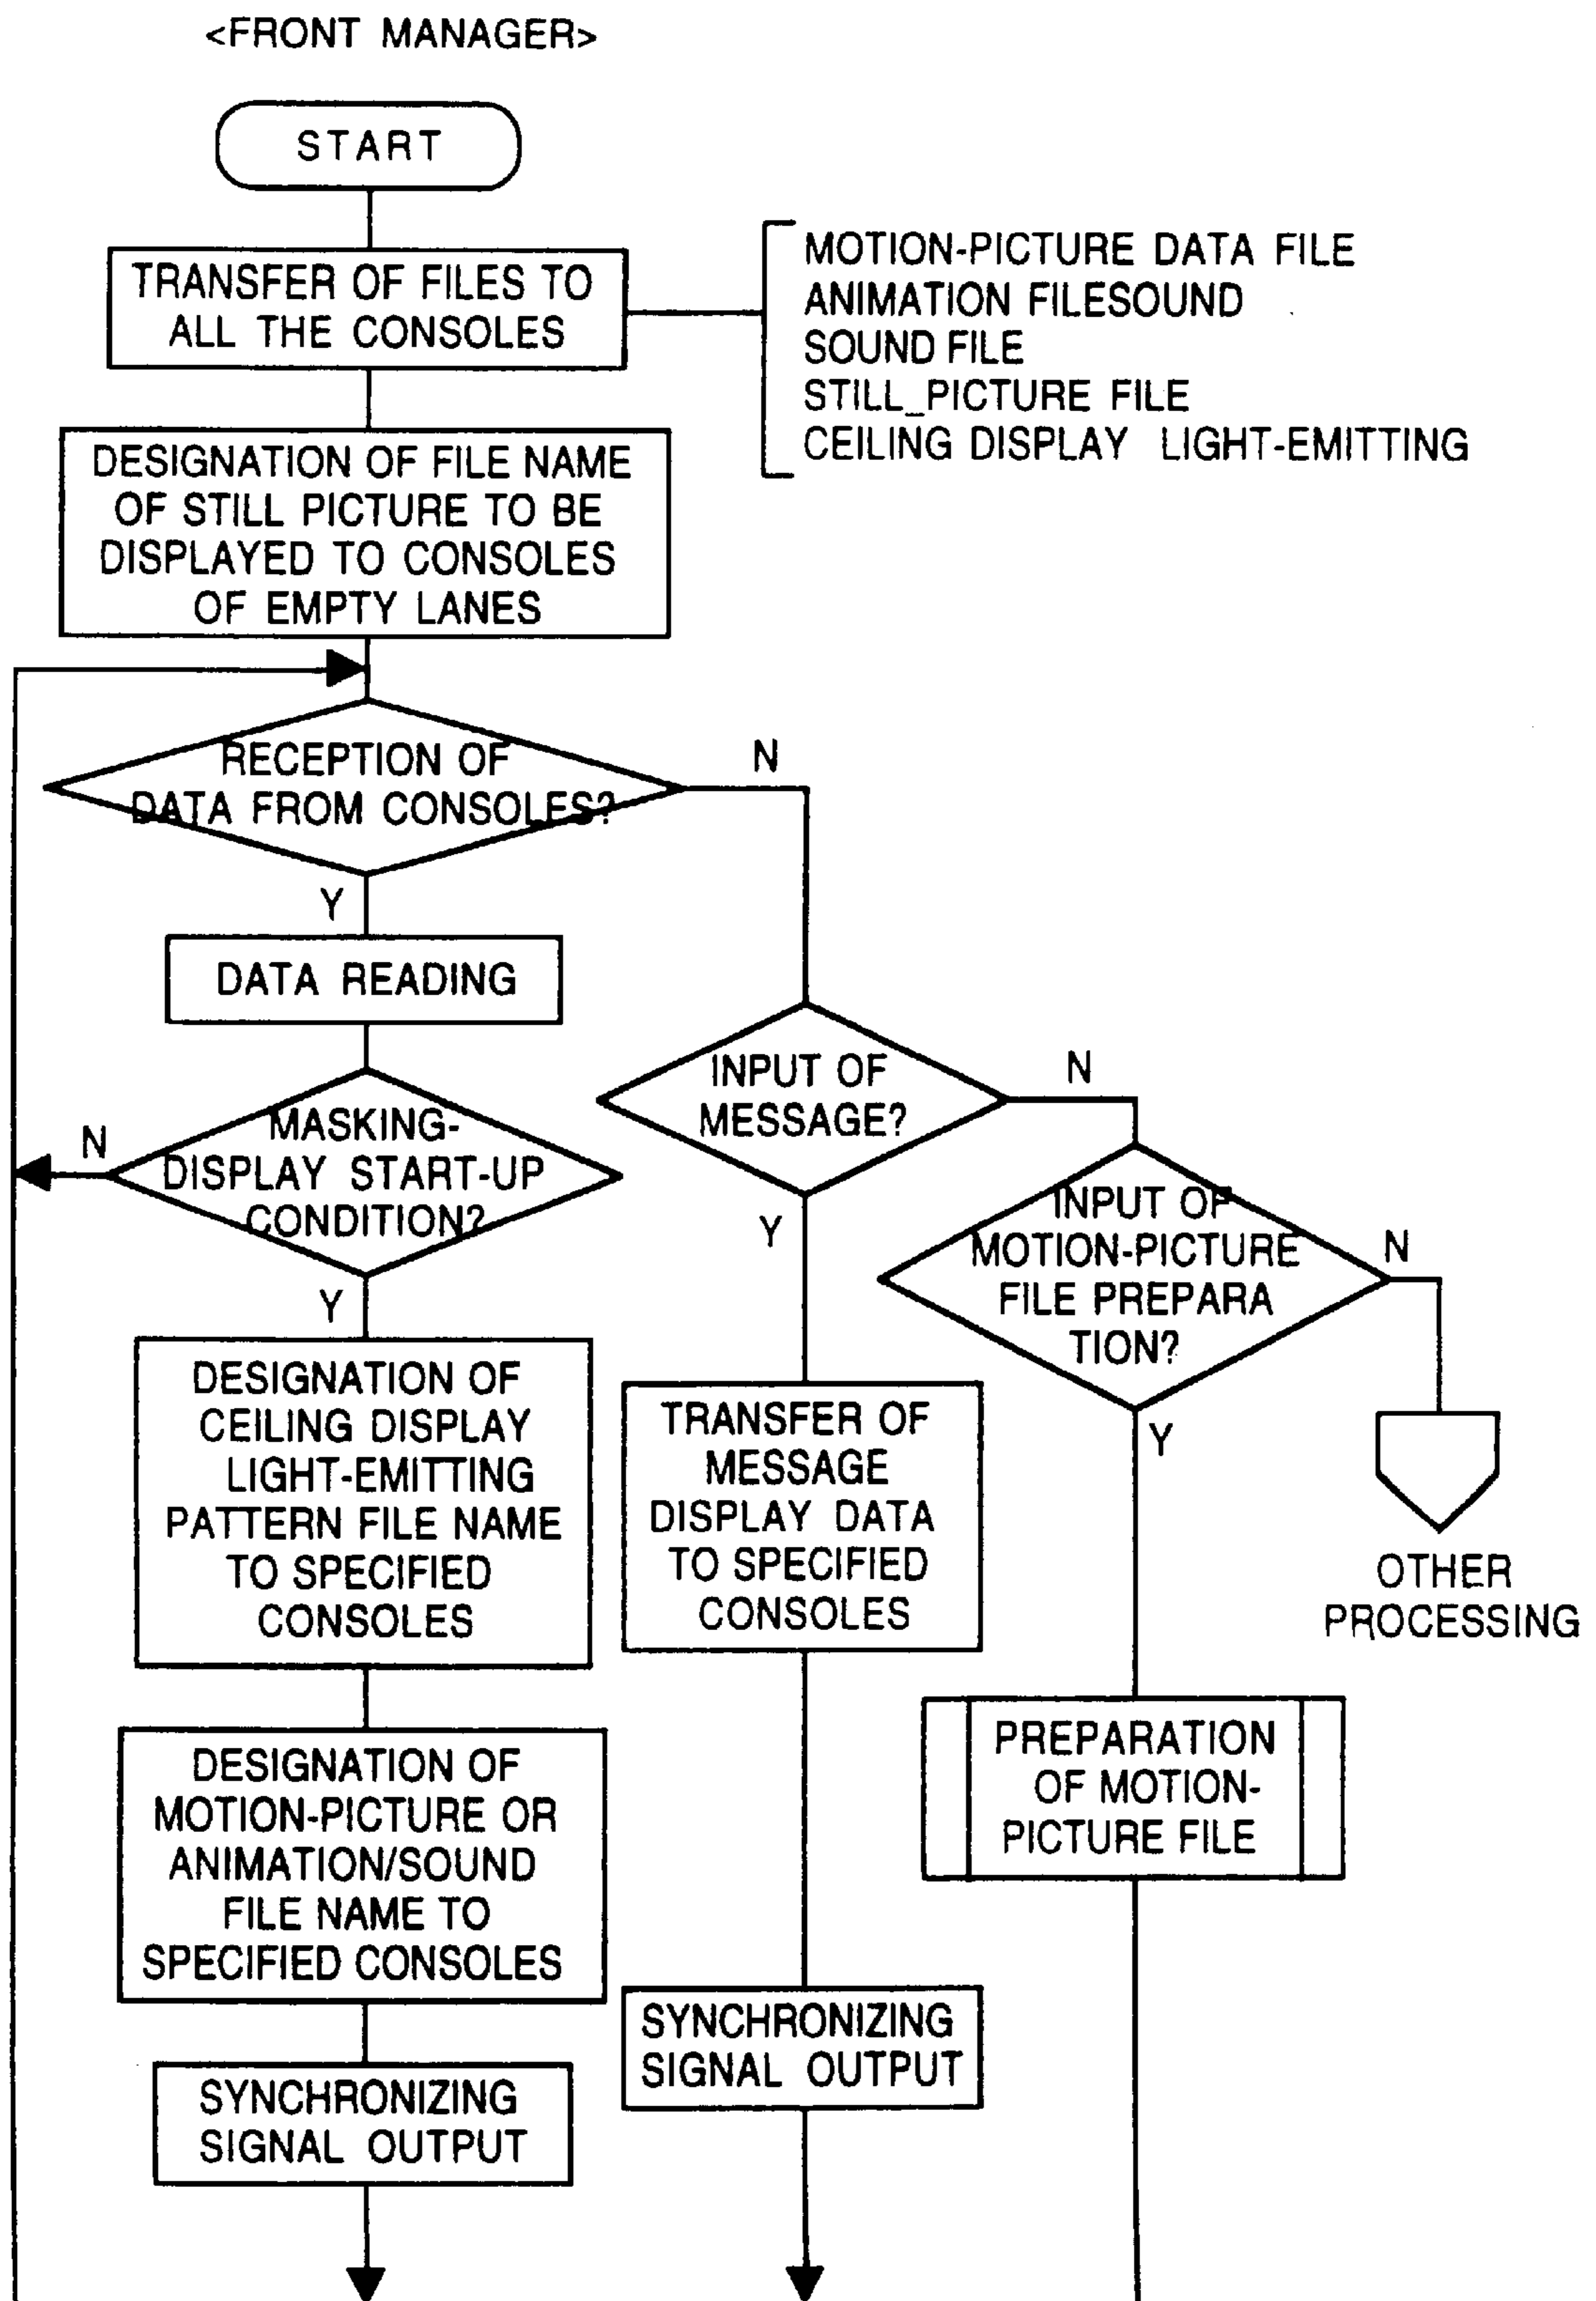 <FRONT MANAGER>
START
TRANSFER OF FILES TO
ALL THE CONSOLES
MOTION-PICTURE DATA FILE
ANIMATION FILESOUND
SOUND FILE
STILL_PICTURE FILE
CEILING DISPLAY LIGHT-EMITTING
DESIGNATION OF FILE NAME
OF STILL PICTURE TO BE
DISPLAYED TO CONSOLES
OF EMPTY LANES
RECEPTION OF
DATA FROM CONSOLES?
N
Y
DATA READING
MASKING-
DISPLAY START-UP
CONDITION?
N
Y
DESIGNATION OF
CEILING DISPLAY
LIGHT-EMITTING
PATTERN FILE NAME
TO SPECIFIED
CONSOLES
DESIGNATION OF
MOTION-PICTURE OR
ANIMATION/SOUND
FILE NAME TO
SPECIFIED CONSOLES
SYNCHRONIZING
SIGNAL OUTPUT
INPUT OF
MESSAGE?
N
Y
TRANSFER OF
MESSAGE
DISPLAY DATA
TO SPECIFIED
CONSOLES
SYNCHRONIZING
SIGNAL OUTPUT
INPUT OF
MOTION-PICTURE
FILE PREPARA
TION?
N
Y
PREPARATION
OF MOTION-
PICTURE FILE
OTHER
PROCESSING